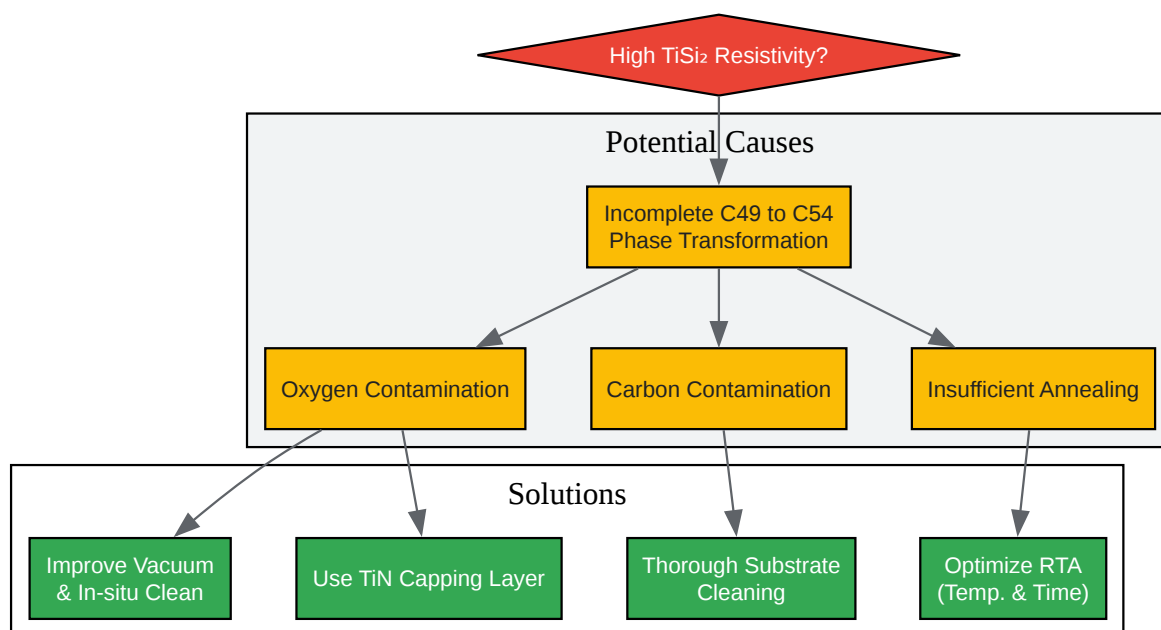 High TiSi₂ Resistivity?
Potential Causes
Incomplete C49 to C54
Phase Transformation
Oxygen Contamination
Carbon Contamination
Insufficient Annealing
Solutions
Improve Vacuum
& In-situ Clean
Use TiN Capping Layer
Thorough Substrate
Cleaning
Optimize RTA
(Temp. & Time)